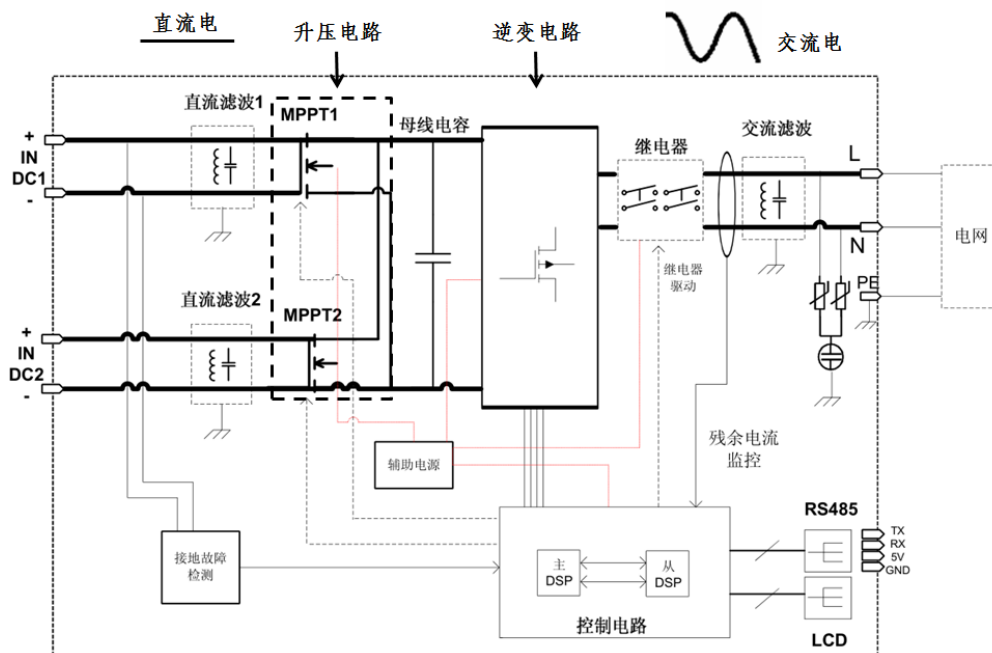 直流电
升压电路
逆变电路
交流电
直流滤波1
MPPT1
母线电容
继电器
交流滤波
+
IN
DC1
-
L
N
电网
继电器
驱动
PE
直流滤波2
MPPT2
+
IN
DC2
-
辅助电源
残余电流
监控
接地故障
检测
主
DSP
从
DSP
控制电路
RS485
TX
RX
5V
GND
LCD